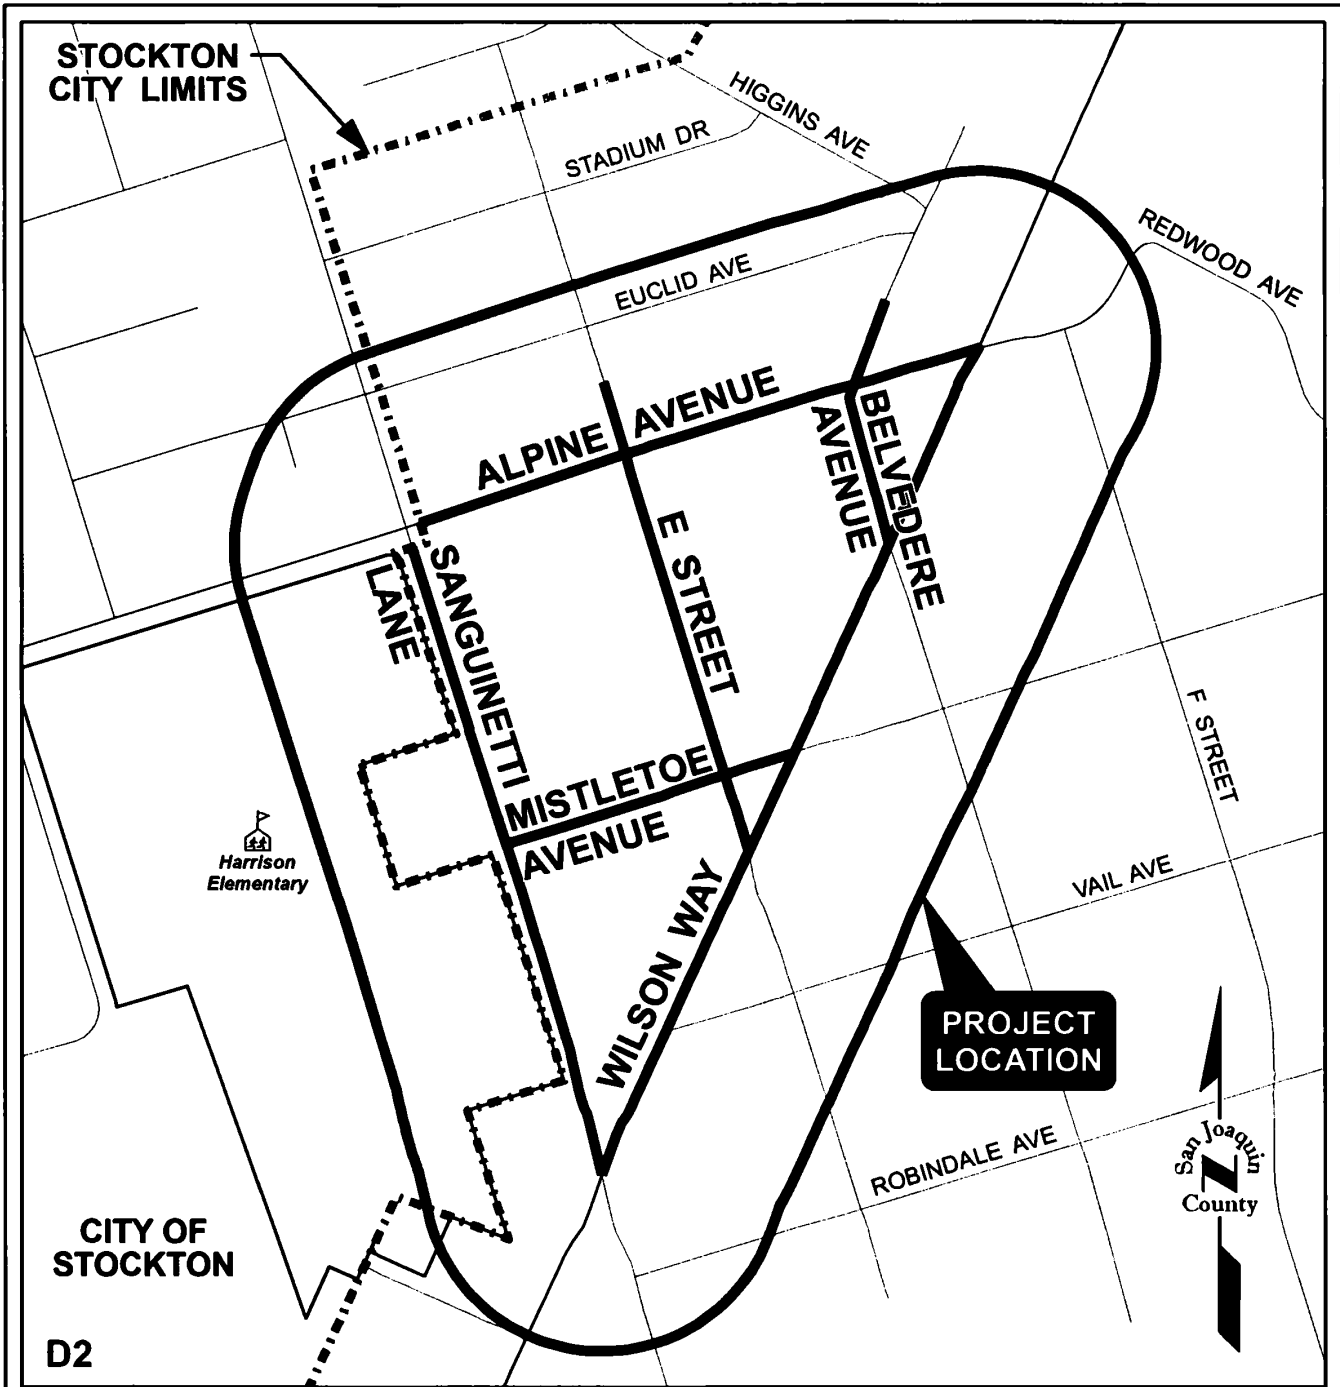 STOCKTON
CITY LIMITS
HIGGINS AVE
STADIUM DR
REDWOOD AVE
EUCLID AVE
ALPINE AVENUE
BELVEDERE
AVENUE
E STREET
SANGUINETTI
LANE
F STREET
MISTLETOE
AVENUE
Harrison
Elementary
VAIL AVE
WILSON WAY
PROJECT
LOCATION
ROBINDALE AVE
San Joaquin
County
CITY OF
STOCKTON
D2